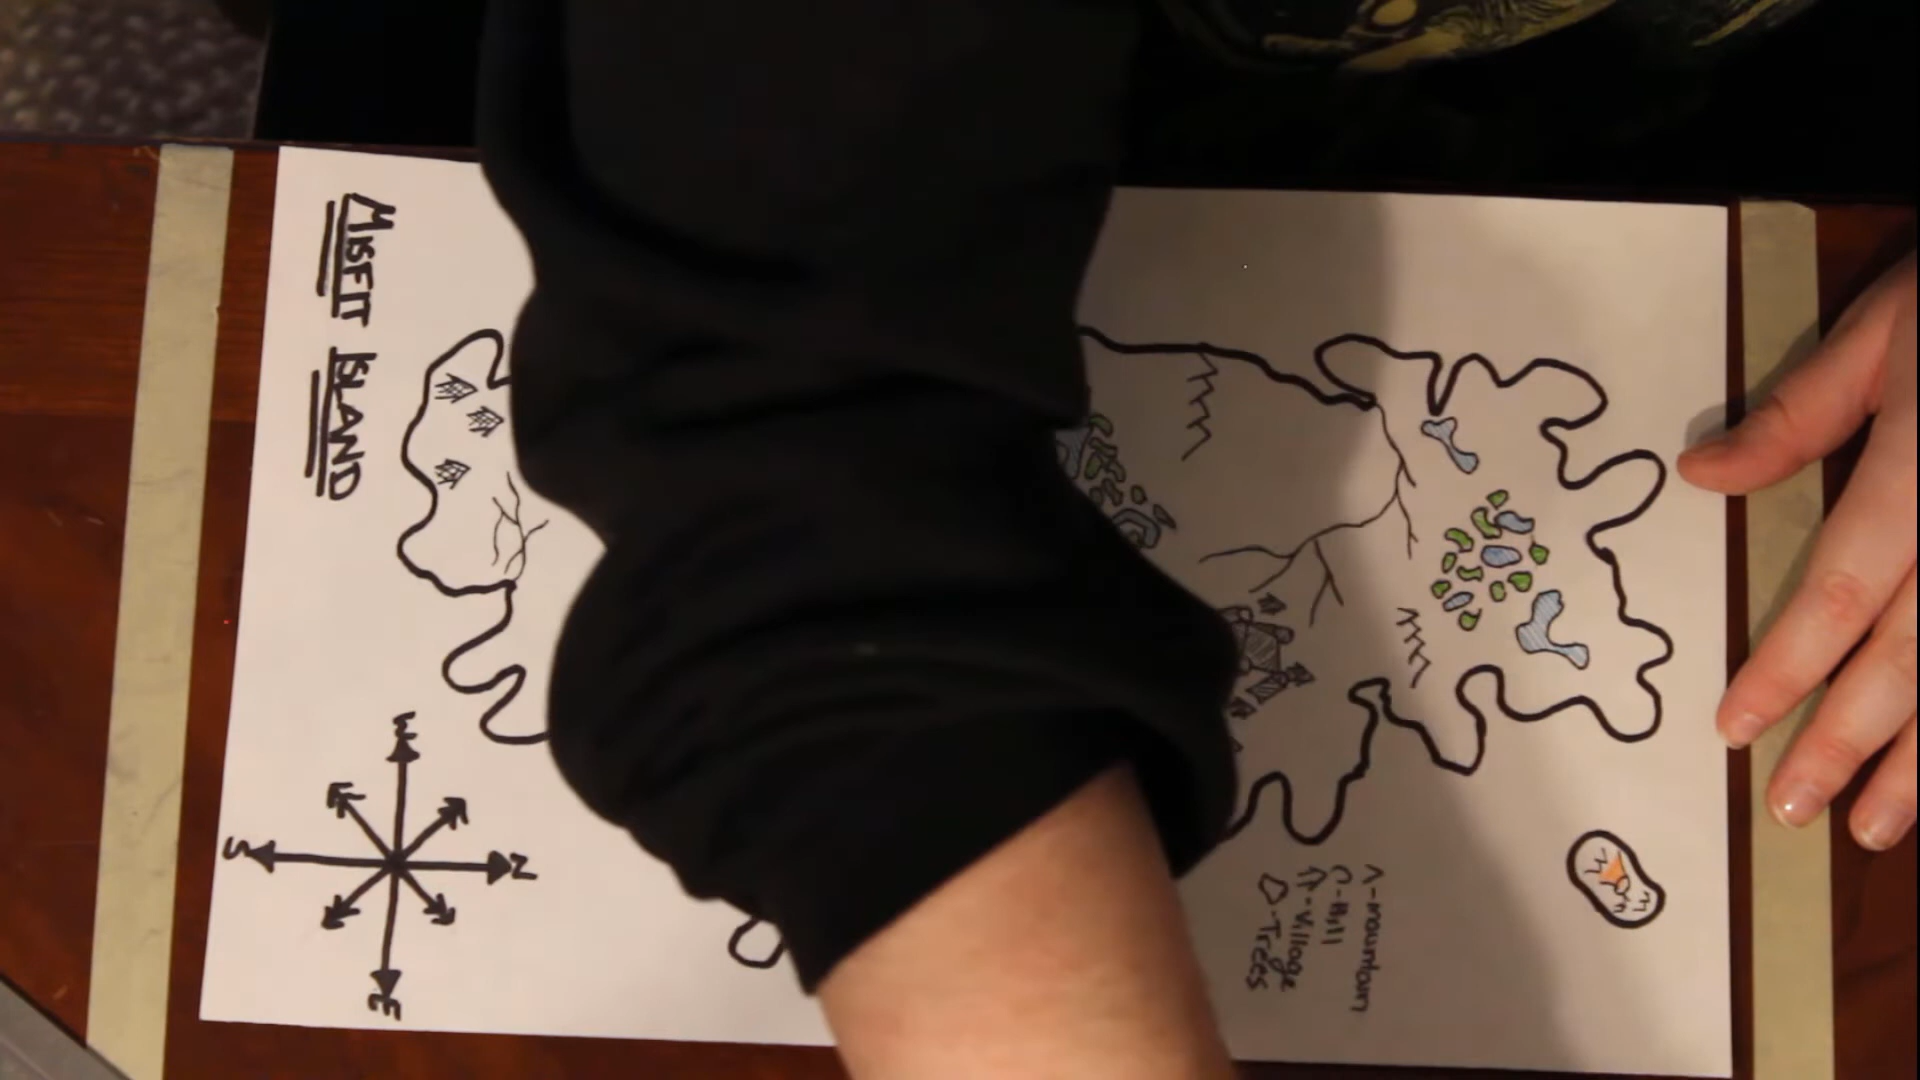 MISFIT ISLAND
W
N
S
E
^-mountain
-Hill
-Village
-Trees